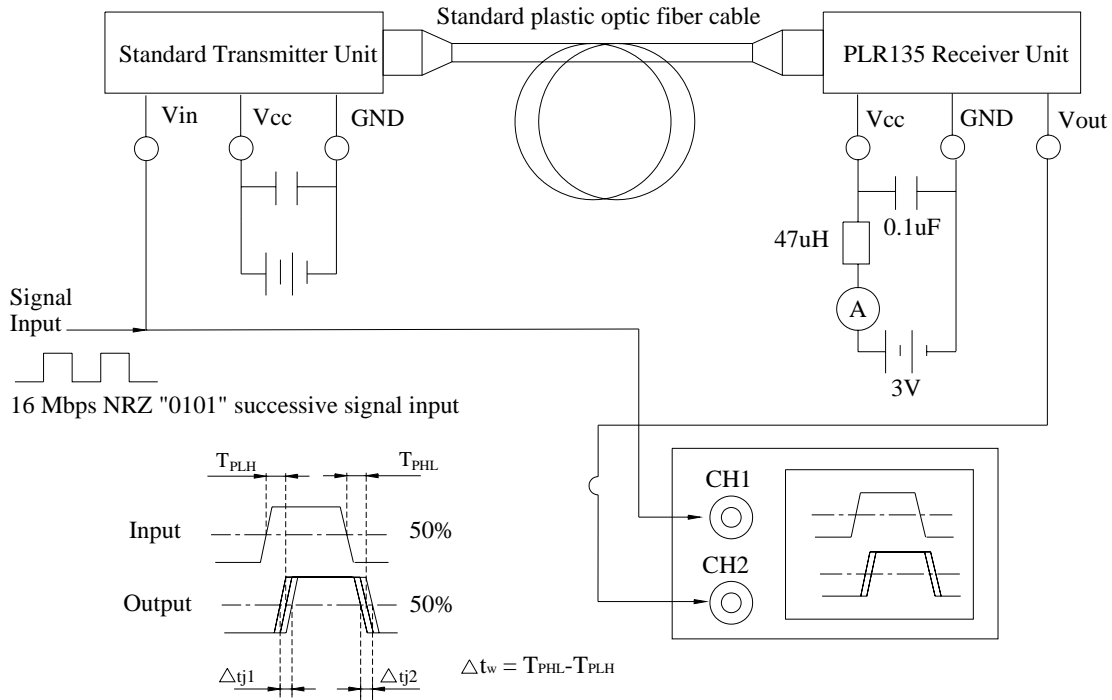 Standard plastic optic fiber cable
Standard Transmitter Unit
PLR135 Receiver Unit
Vin
Vcc
GND
Vcc
GND
Vout
0.1uF
47uH
A
3V
Signal
Input
16 Mbps NRZ "0101" successive signal input
TPLH
TPHL
Input
50%
Output
50%
△tj1
△tj2
△tw = TPHL-TPLH
CH1
CH2